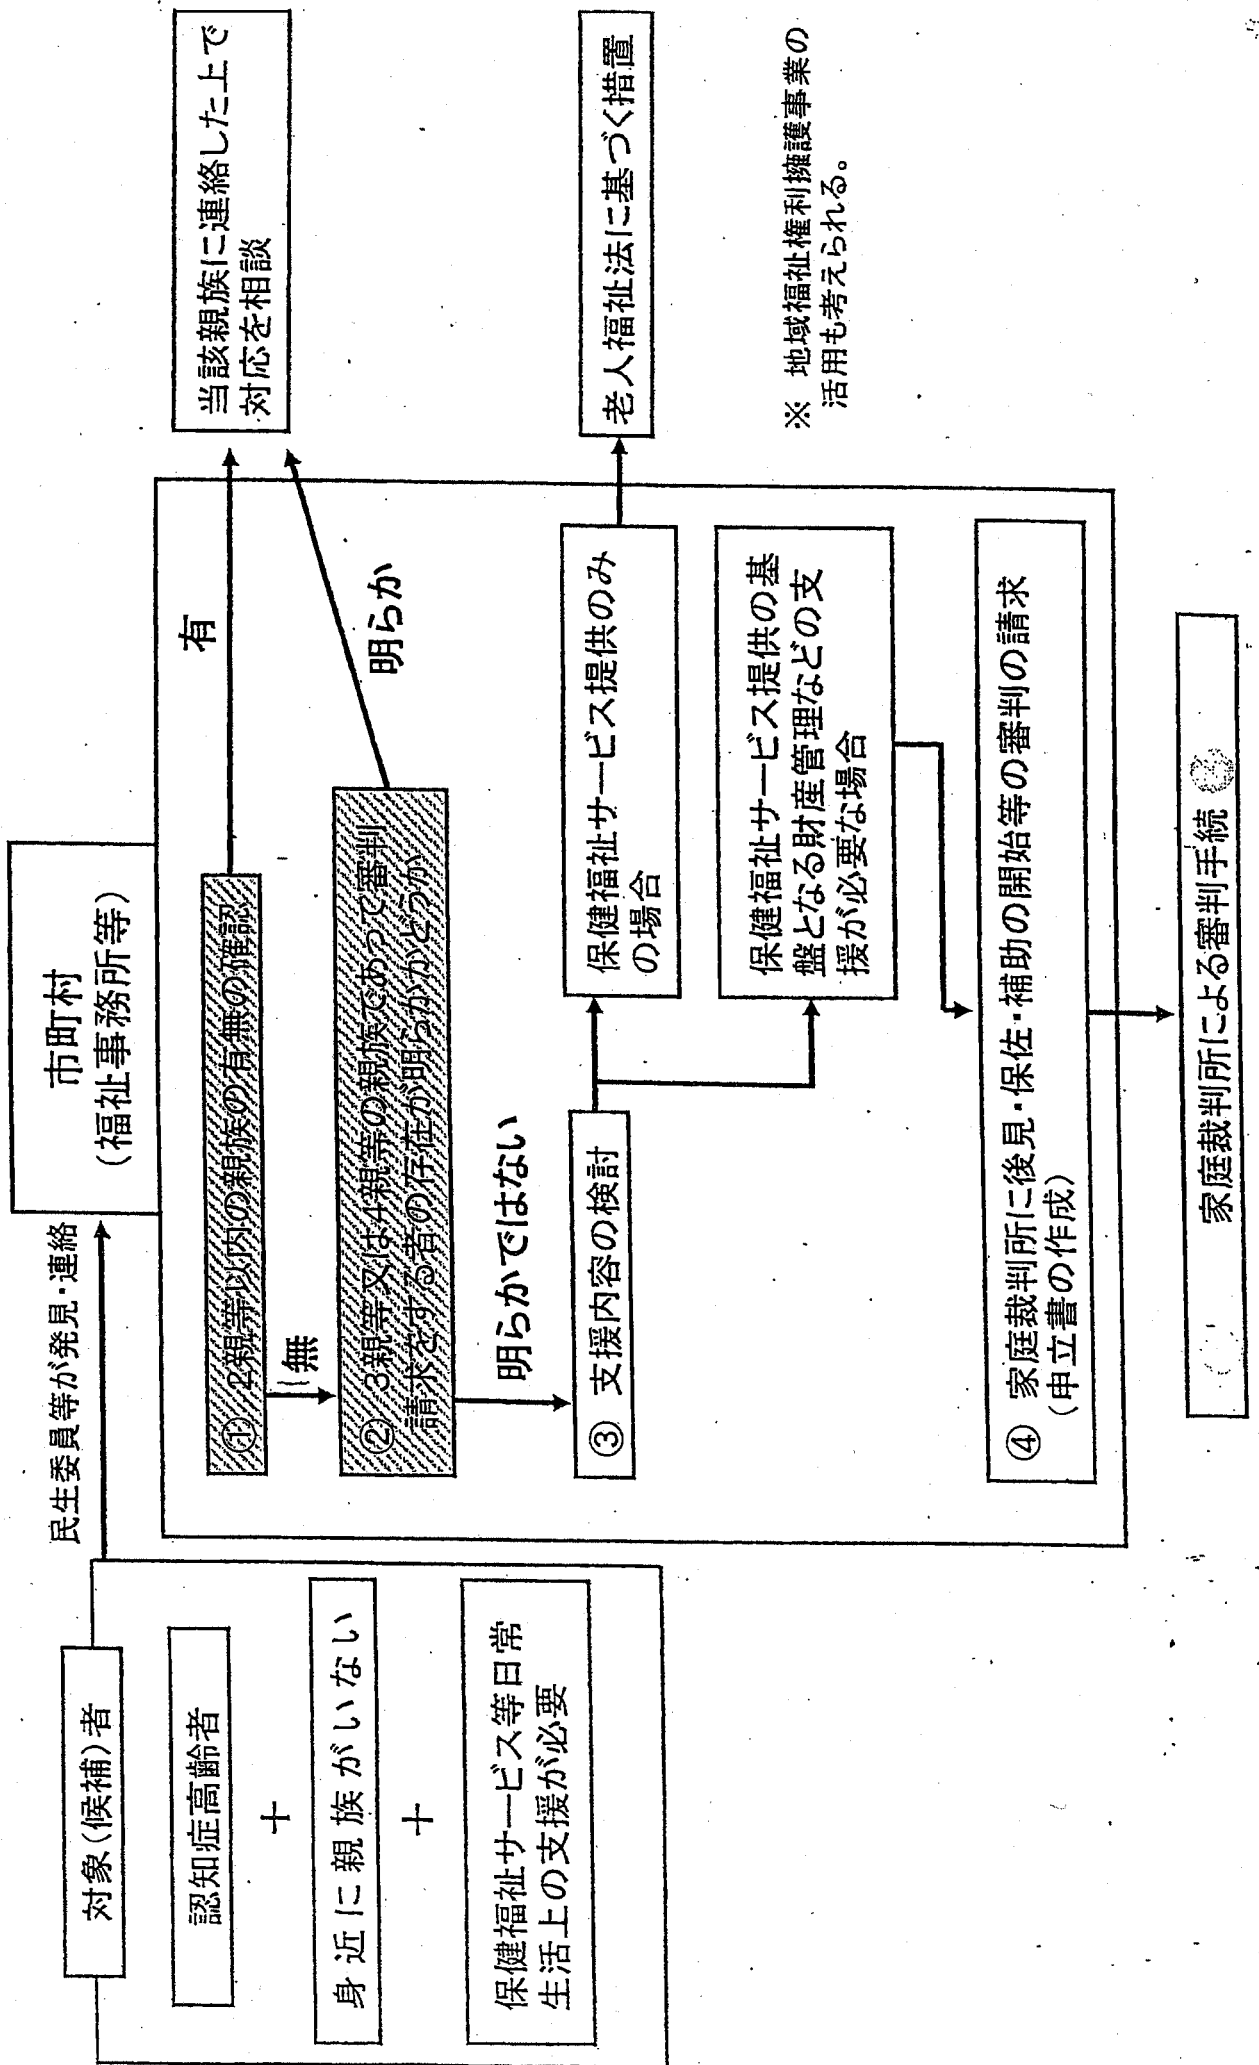 対象(候補)者
認知症高齢者
+
身近に親族がいない
+
保健福祉サービス等日常
生活上の支援が必要
民生委員等が発見・連絡
市町村
(福祉事務所等)
① 2親等以内の親族の有無の確認
有
無
② 3親等又は4親等の親族であって審判
請求をする者の存在が明らかかどうか
明らか
明らかではない
当該親族に連絡した上で
対応を相談
③ 支援内容の検討
保健福祉サービス提供のみ
の場合
老人福祉法に基づく措置
保健福祉サービス提供の基
盤となる財産管理などの支
援が必要な場合
※ 地域福祉権利擁護事業の
活用も考えられる。
④ 家庭裁判所に後見・保佐・補助の開始等の審判の請求
(申立書の作成)
家庭裁判所による審判手続